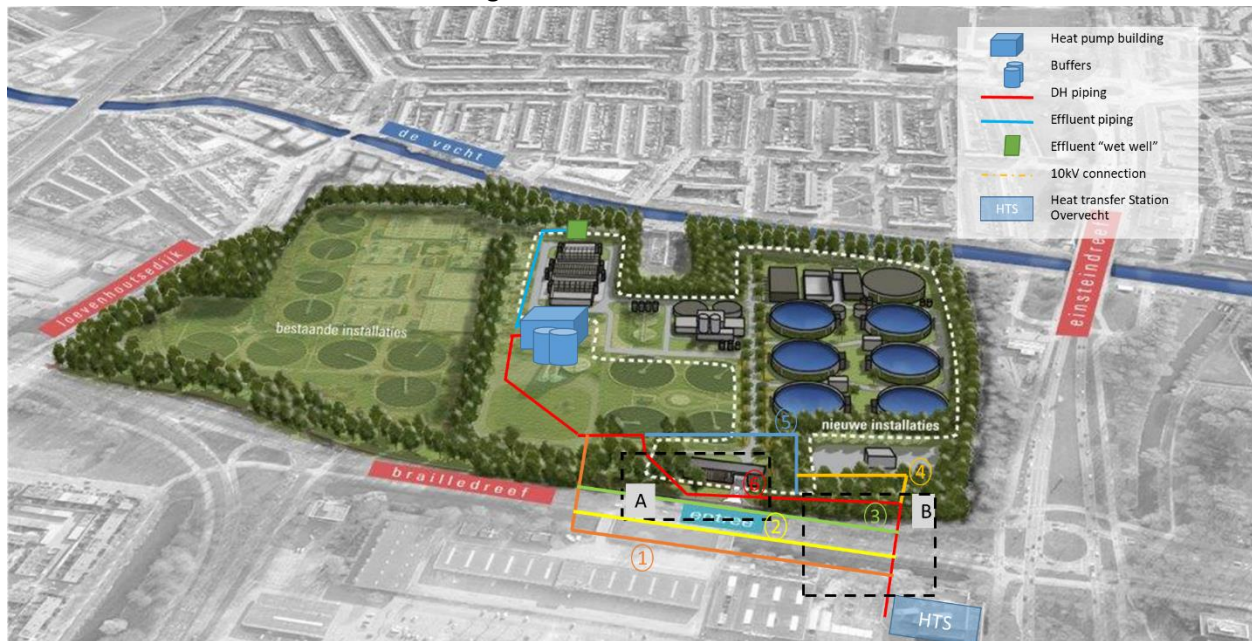 Heat pump building
Buffers
DH piping
Effluent piping
Effluent "wet well"
10kV connection
HTS
Heat transfer Station
Overvecht
de vecht
loevenhoutsedijk
einsteindreef
bestaande installaties
nieuwe installaties
5
4
brailledreef
6
A
B
entree
3
2
1
HTS